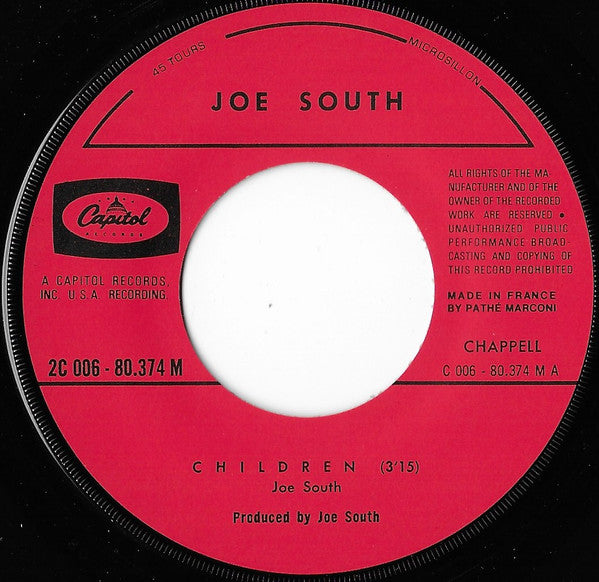 45 TOURS
MICROSILLON
JOE SOUTH
Capitol
RECORDS
A CAPITOL RECORDS,
INC. U.S.A. RECORDING.
2C 006 - 80.374 M
ALL RIGHTS OF THE MA-
NUFACTURER AND OF THE
OWNER OF THE RECORDED
WORK ARE RESERVED •
UNAUTHORIZED PUBLIC
PERFORMANCE BROAD-
CASTING AND COPYING OF
THIS RECORD PROHIBITED
MADE IN FRANCE
BY PATHÉ MARCONI
CHAPPELL
C 006 - 80.374 M A
CHILDREN (3'15)
Joe South
Produced by Joe South